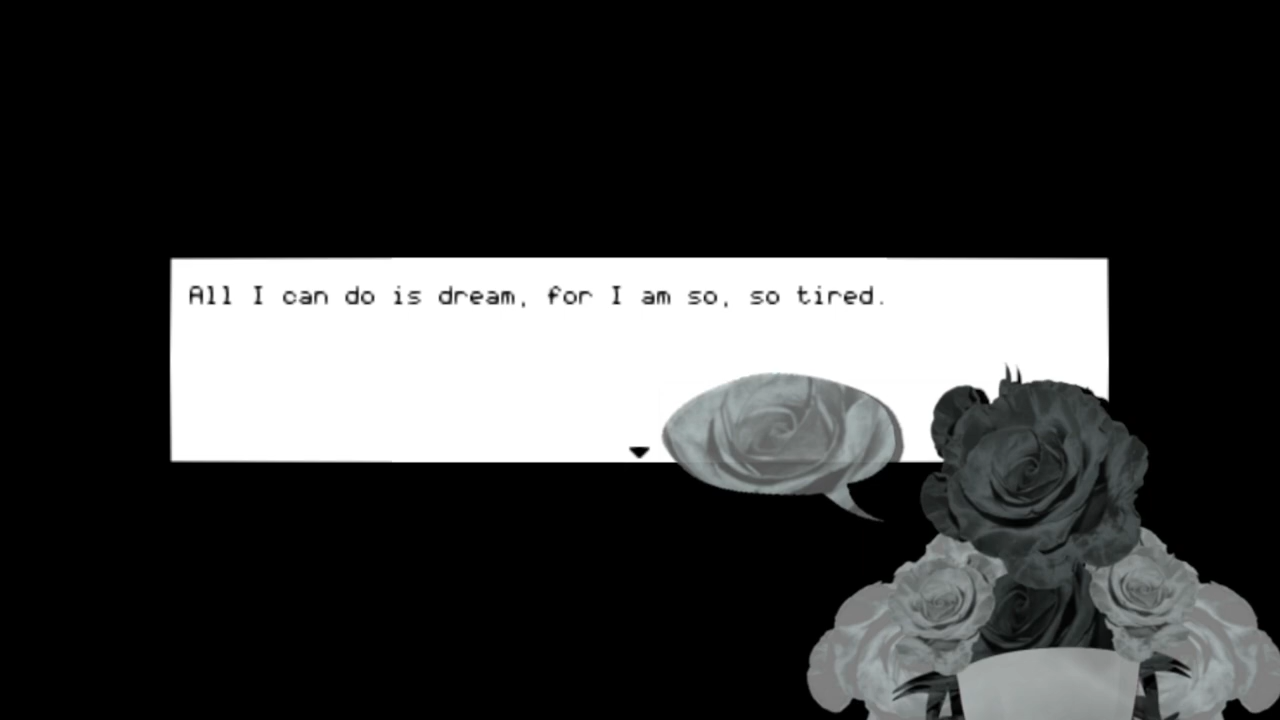 All I can do is dream, for I am so, so tired.